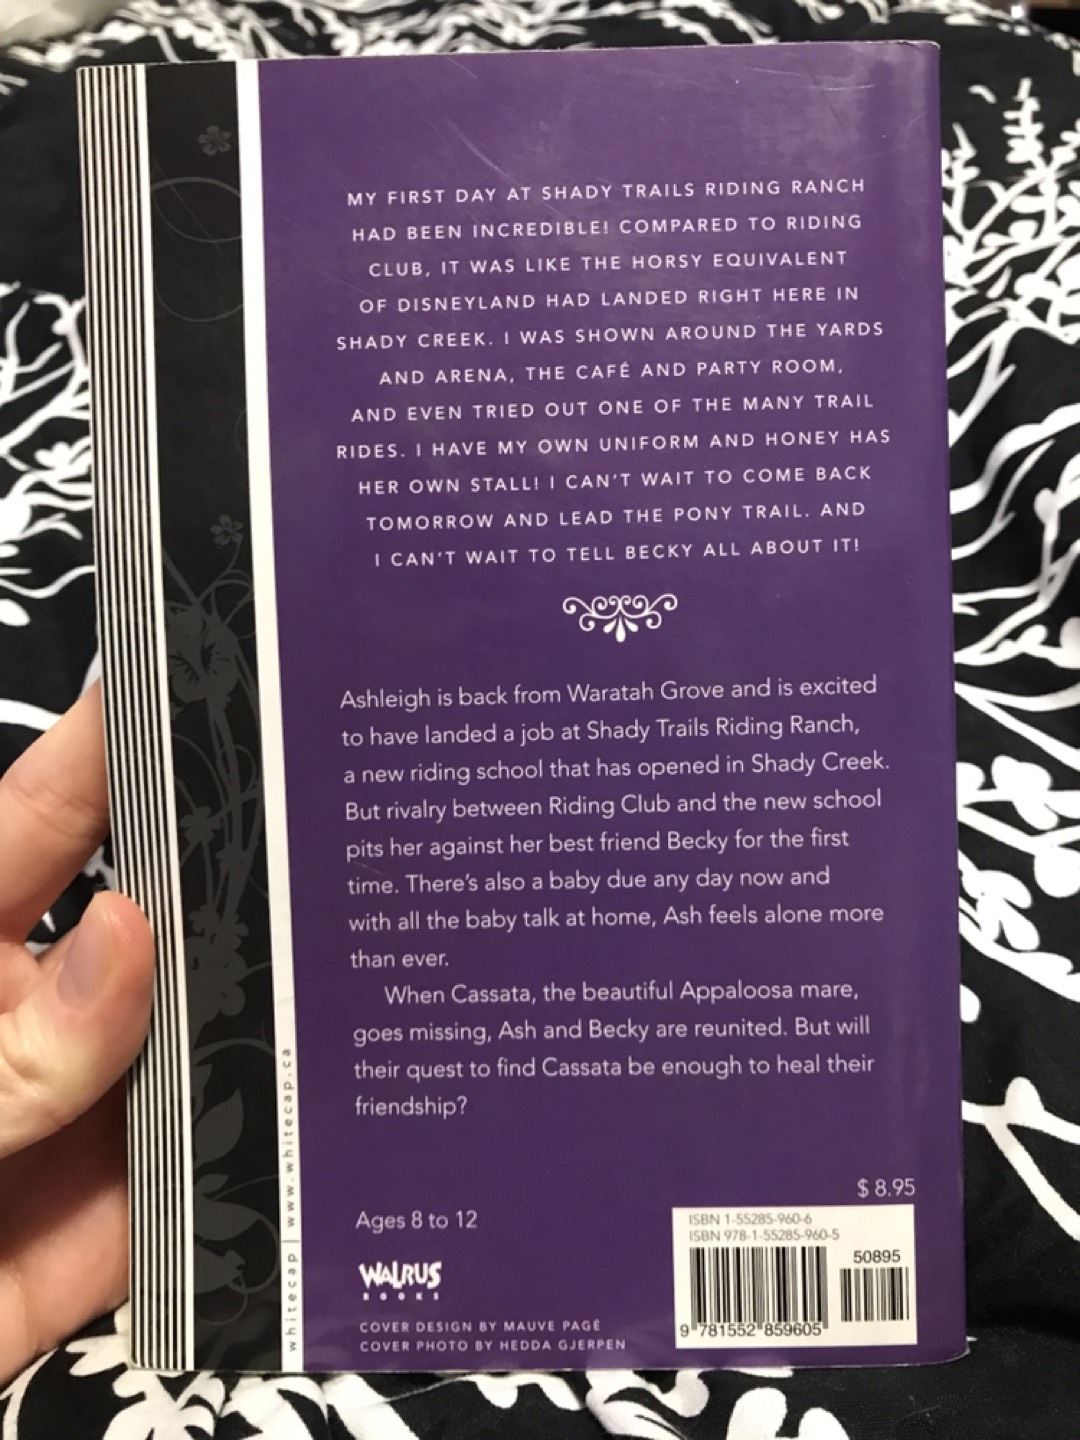 MY FIRST DAY AT SHADY TRAILS RIDING RANCH
HAD BEEN INCREDIBLE! COMPARED TO RIDING
CLUB, IT WAS LIKE THE HORSY EQUIVALENT
OF DISNEYLAND HAD LANDED RIGHT HERE IN
SHADY CREEK. I WAS SHOWN AROUND THE YARDS
AND ARENA, THE CAFÉ AND PARTY ROOM,
AND EVEN TRIED OUT ONE OF THE MANY TRAIL
RIDES. I HAVE MY OWN UNIFORM AND HONEY HAS
HER OWN STALL! I CAN'T WAIT TO COME BACK
TOMORROW AND LEAD THE PONY TRAIL. AND
I CAN'T WAIT TO TELL BECKY ALL ABOUT IT!
Ashleigh is back from Waratah Grove and is excited
to have landed a job at Shady Trails Riding Ranch,
a new riding school that has opened in Shady Creek.
But rivalry between Riding Club and the new school
pits her against her best friend Becky for the first
time. There's also a baby due any day now and
with all the baby talk at home, Ash feels alone more
than ever.
When Cassata, the beautiful Appaloosa mare,
goes missing, Ash and Becky are reunited. But will
their quest to find Cassata be enough to heal their
friendship?
whitecap | www.whitecap.ca
Ages 8 to 12
WALRUS
BOOKS
COVER DESIGN BY MAUVE PAGÉ
COVER PHOTO BY HEDDA GJERPEN
$ 8.95
ISBN 1-55285-960-6
ISBN 978-1-55285-960-5
50895
9 781552 859605